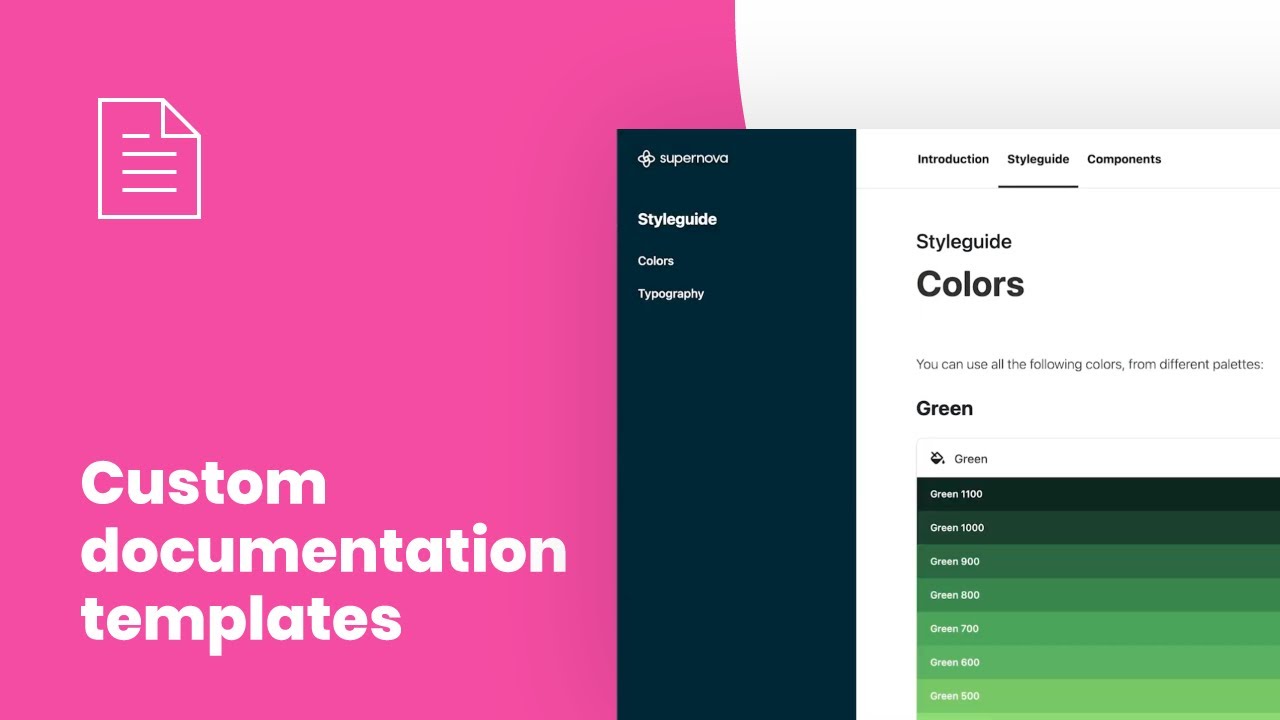 Custom
documentation
templates
supernova
Styleguide
Colors
Typography
Introduction Styleguide Components
Styleguide
Colors
You can use all the following colors, from different palettes:
Green
Green
Green 1100
Green 1000
Green 900
Green 800
Green 700
Green 600
Green 500